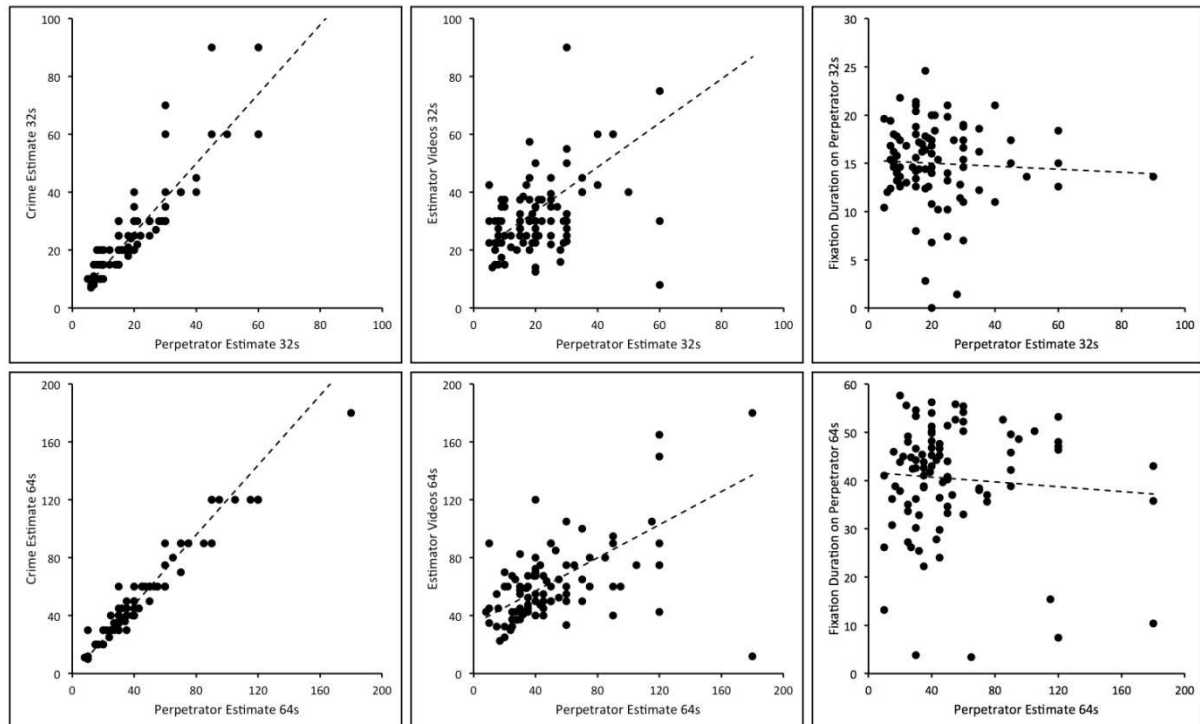 Crime Estimate 32s
100
80
60
40
20
0
0 20 40 60 80 100
Perpetrator Estimate 32s
Estimator Videos 32s
100
80
60
40
20
0
0 20 40 60 80 100
Perpetrator Estimate 32s
Fixation Duration on Perpetrator 32s
30
25
20
15
10
5
0
0 20 40 60 80 100
Perpetrator Estimate 32s
Crime Estimate 64s
200
160
120
80
40
0
0 40 80 120 160 200
Perpetrator Estimate 64s
Estimator Videos 64s
200
160
120
80
40
0
0 40 80 120 160 200
Perpetrator Estimate 64s
Fixation Duration on Perpetrator 64s
60
50
40
30
20
10
0
0 40 80 120 160 200
Perpetrator Estimate 64s